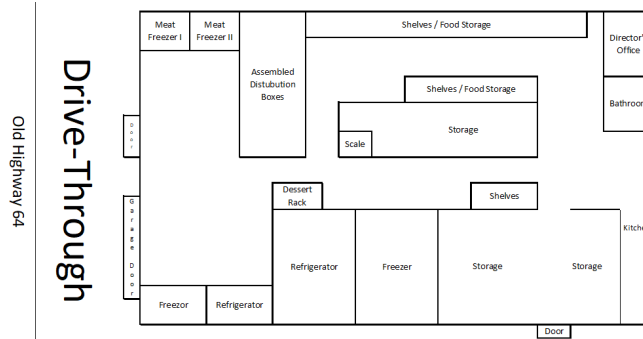 Meat
Freezer I
Meat
Freezer II
Shelves / Food Storage
Director's
Office
Assembled
Distubution
Boxes
Shelves / Food Storage
Bathroom
Storage
Scale
Door
Drive-Through
Old Highway 64
Garage Door
Dessert
Rack
Shelves
Kitche
Refrigerator
Freezer
Storage
Storage
Freezor
Refrigerator
Door